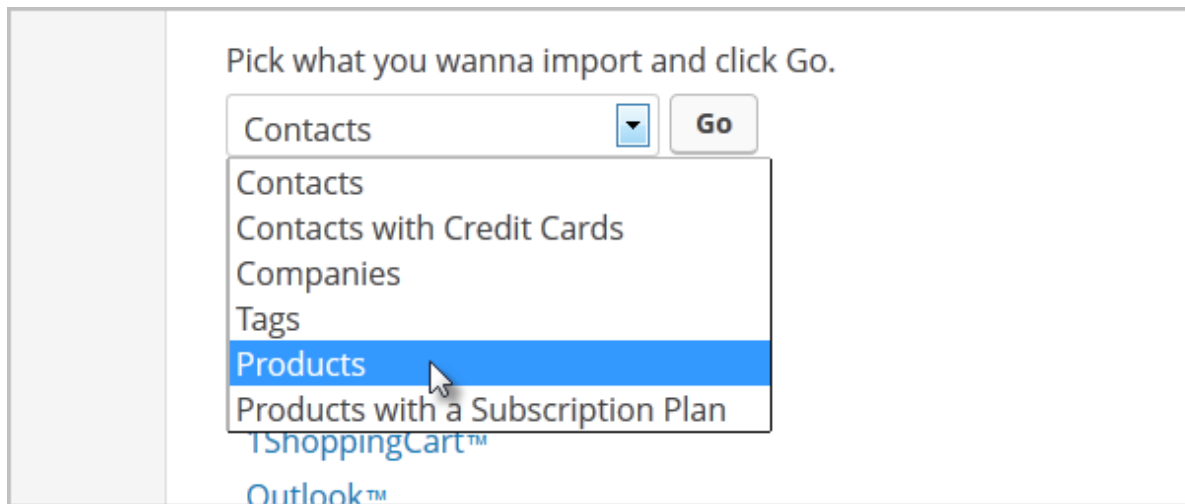 Pick what you wanna import and click Go.
Contacts
Go
Contacts
Contacts with Credit Cards
Companies
Tags
Products
Products with a Subscription Plan
1ShoppingCart™
Outlook™